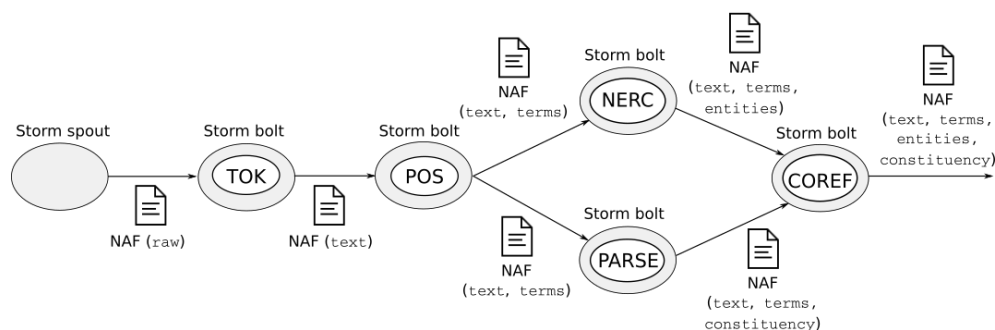 Storm spout
NAF (raw)
Storm bolt
TOK
NAF (text)
Storm bolt
POS
NAF
(text, terms)
NAF
(text, terms)
Storm bolt
NERC
NAF
(text, terms,
entities)
Storm bolt
PARSE
NAF
(text, terms,
constituency)
Storm bolt
COREF
NAF
(text, terms,
entities,
constituency)